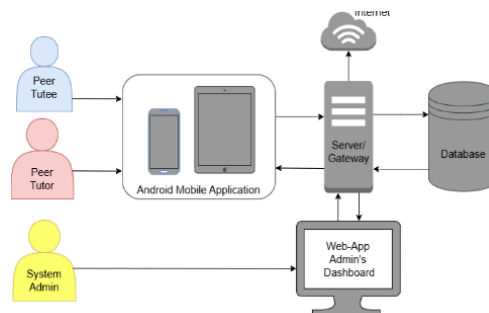 Internet
Peer
Tutee
Peer
Tutor
Android Mobile Application
Server/
Gateway
Database
System
Admin
Web-App
Admin's
Dashboard